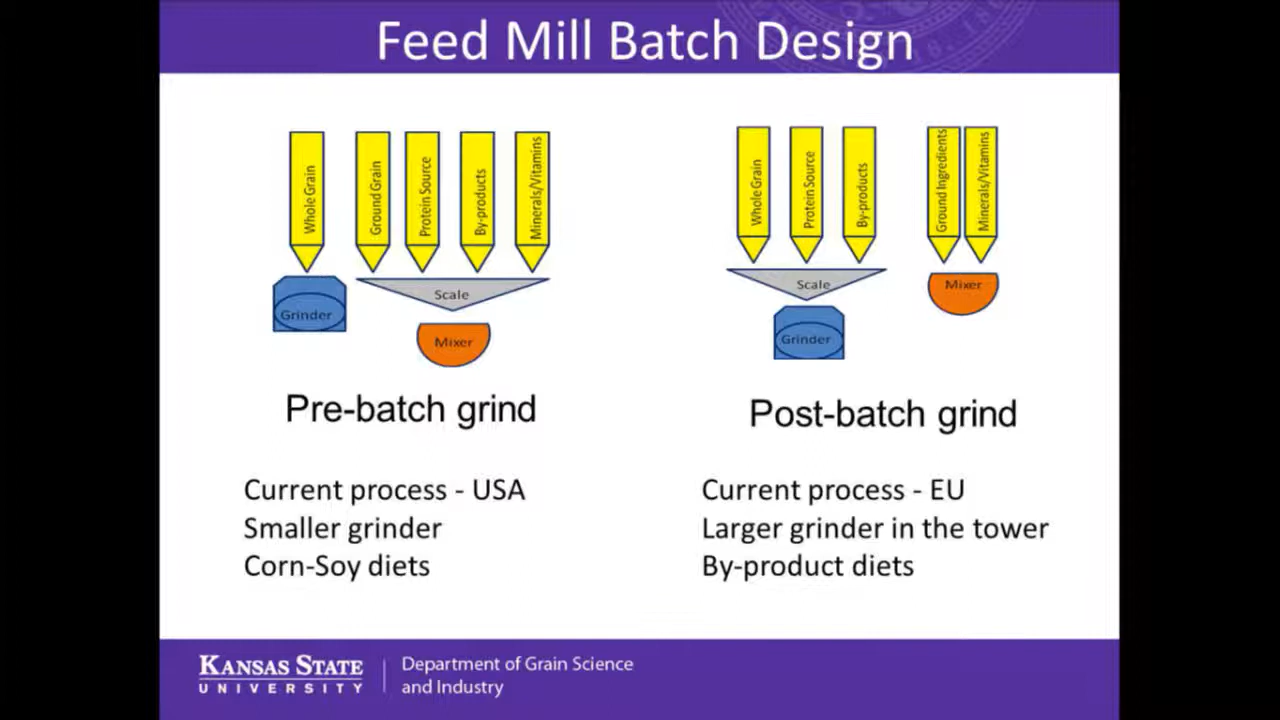 Feed Mill Batch Design
Whole Grain
Ground Grain
Protein Source
By-products
Minerals/Vitamins
Grinder
Scale
Mixer
Pre-batch grind
Current process - USA
Smaller grinder
Corn-Soy diets
Whole Grain
Protein Source
By-products
Ground Ingredients
Minerals/Vitamins
Scale
Mixer
Grinder
Post-batch grind
Current process - EU
Larger grinder in the tower
By-product diets
KANSAS STATE
UNIVERSITY
Department of Grain Science
and Industry